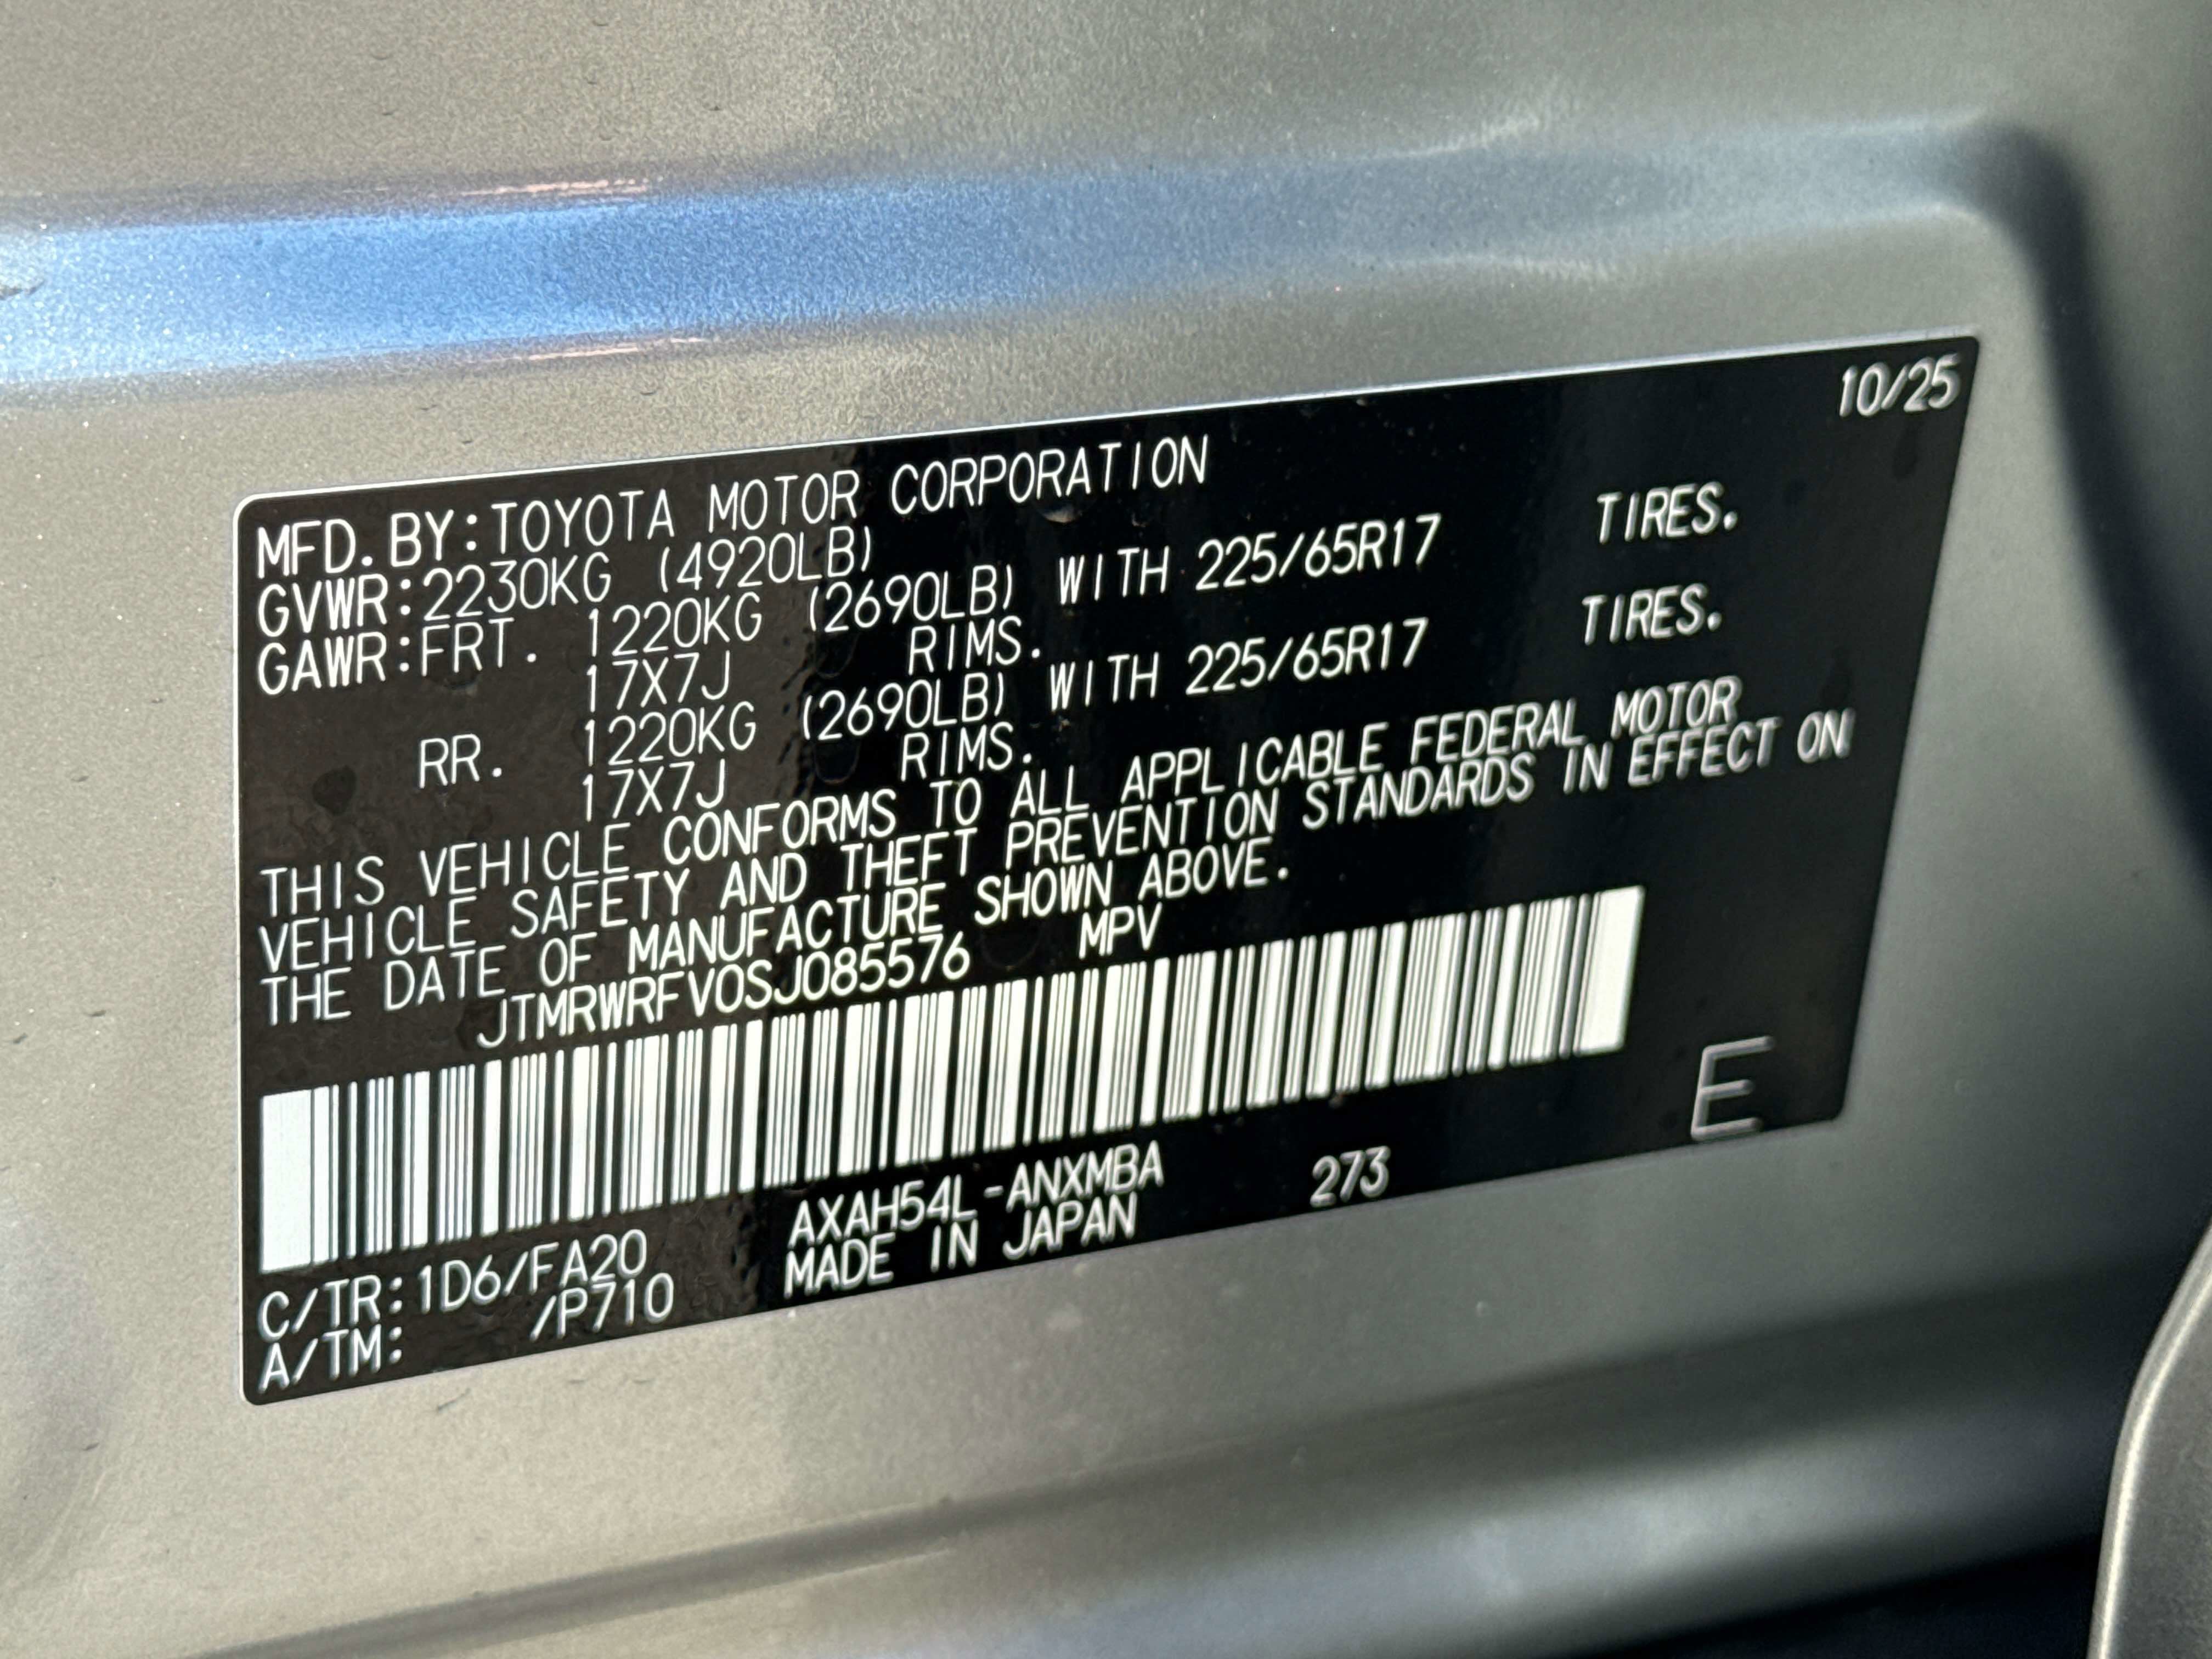 10/25
MFD. BY:TOYOTA MOTOR CORPORATION
GVWR:2230KG (4920LB)
GAWR:FRT. 1220KG (2690LB) WITH 225/65R17 TIRES.
17X7J RIMS.
RR. 1220KG (2690LB) WITH 225/65R17 TIRES.
17X7J RIMS.
THIS VEHICLE CONFORMS TO ALL APPLICABLE FEDERAL MOTOR
VEHICLE SAFETY AND THEFT PREVENTION STANDARDS IN EFFECT ON
THE DATE OF MANUFACTURE SHOWN ABOVE.
JTMRWRFV0SJ085576 MPV
E
C/TR:1D6/FA20 AXAH54L-ANXMBA 273
A/TM: /P710 MADE IN JAPAN